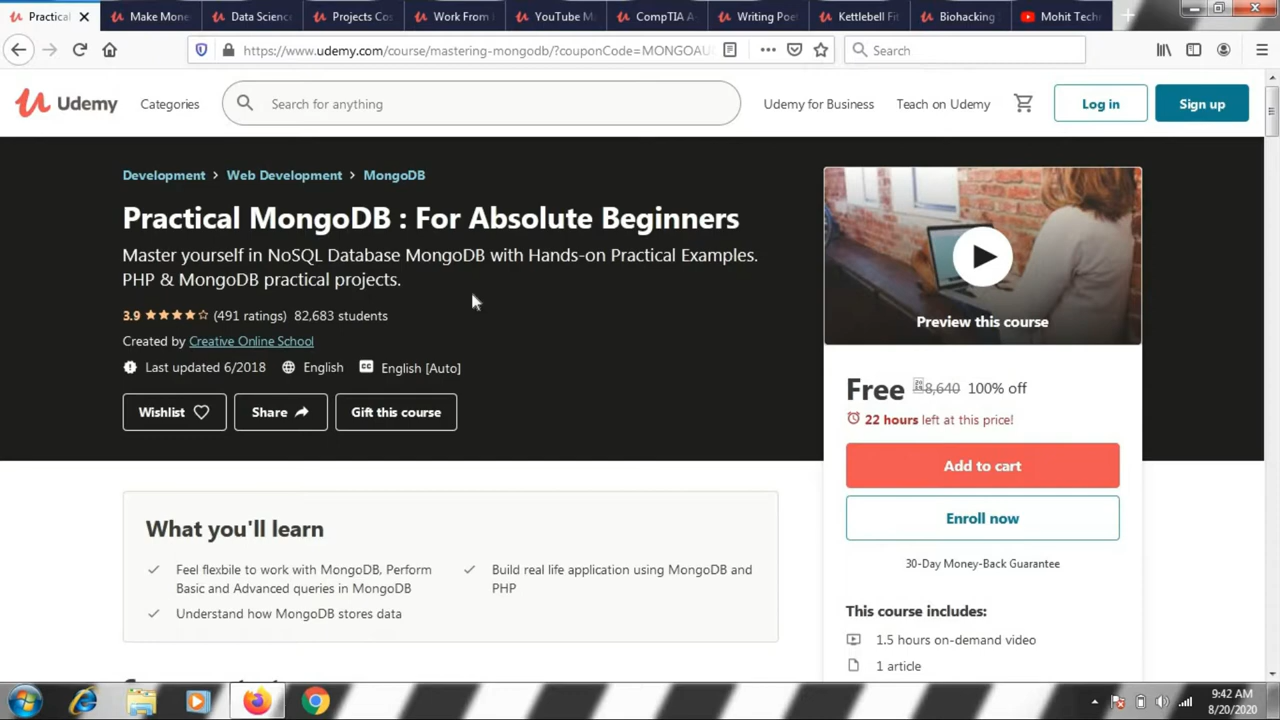 Practical
Make Mone
Data Scienc
Projects Cos
Work From
YouTube Ma
CompTIA A
Writing Poet
Kettlebell Fit
Biohacking
Mohit Techn
https://www.udemy.com/course/mastering-mongodb/?couponCode=MONGOAU
Search
Udemy
Categories
Search for anything
Udemy for Business
Teach on Udemy
Log in
Sign up
Development > Web Development > MongoDB
Practical MongoDB : For Absolute Beginners
Master yourself in NoSQL Database MongoDB with Hands-on Practical Examples.
PHP & MongoDB practical projects.
3.9 (491 ratings) 82,683 students
Created by Creative Online School
Last updated 6/2018 English CC English [Auto]
Wishlist
Share
Gift this course
Preview this course
Free 8,640 100% off
22 hours left at this price!
Add to cart
Enroll now
30-Day Money-Back Guarantee
This course includes:
1.5 hours on-demand video
1 article
What you'll learn
Feel flexbile to work with MongoDB, Perform
Basic and Advanced queries in MongoDB
Understand how MongoDB stores data
Build real life application using MongoDB and
PHP
9:42 AM
8/20/2020